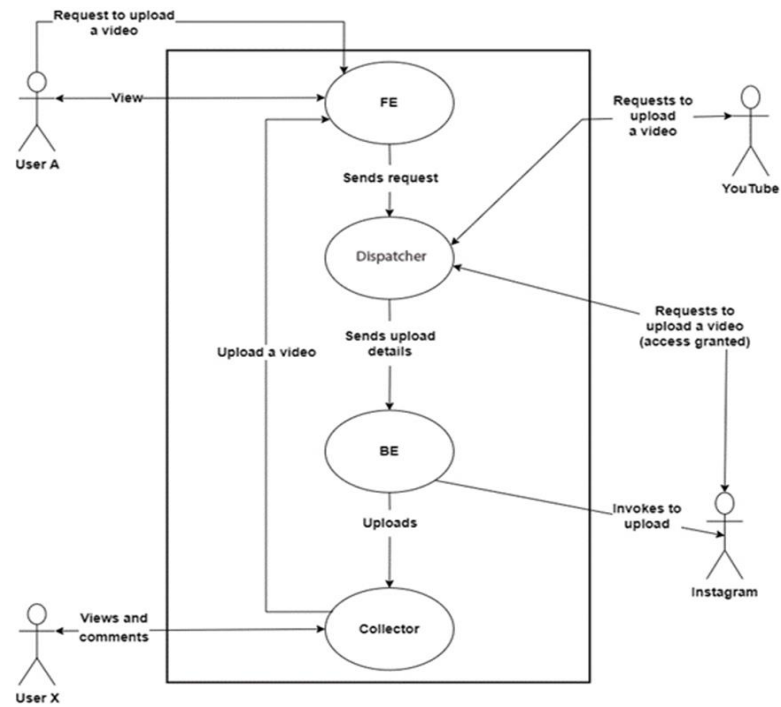 Request to upload
a video
FE
View
User A
Requests to
upload
a video
YouTube
Sends request
Dispatcher
Requests to
upload a video
(access granted)
Sends upload
details
Upload a video
BE
Invokes to
upload
Uploads
Instagram
Views and
comments
Collector
User X